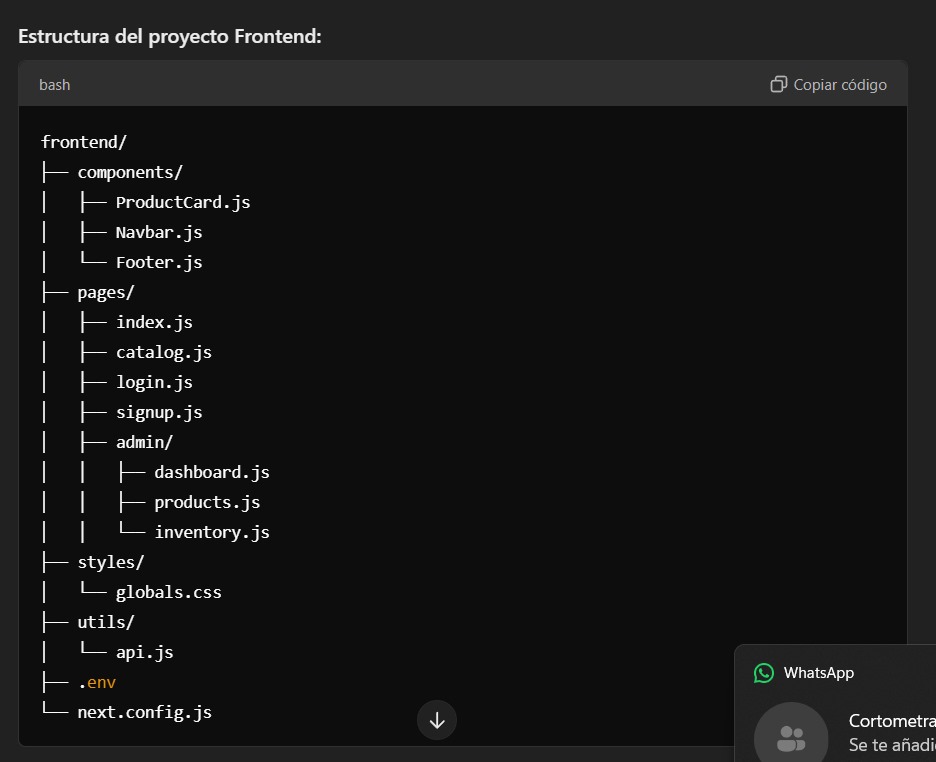 Estructura del proyecto Frontend:
bash
Copiar código
frontend/
├── components/
│   ├── ProductCard.js
│   ├── Navbar.js
│   └── Footer.js
├── pages/
│   ├── index.js
│   ├── catalog.js
│   ├── login.js
│   ├── signup.js
│   ├── admin/
│   │   ├── dashboard.js
│   │   ├── products.js
│   │   └── inventory.js
├── styles/
│   └── globals.css
├── utils/
│   └── api.js
├── .env
└── next.config.js
WhatsApp
Cortometra
Se te añadi